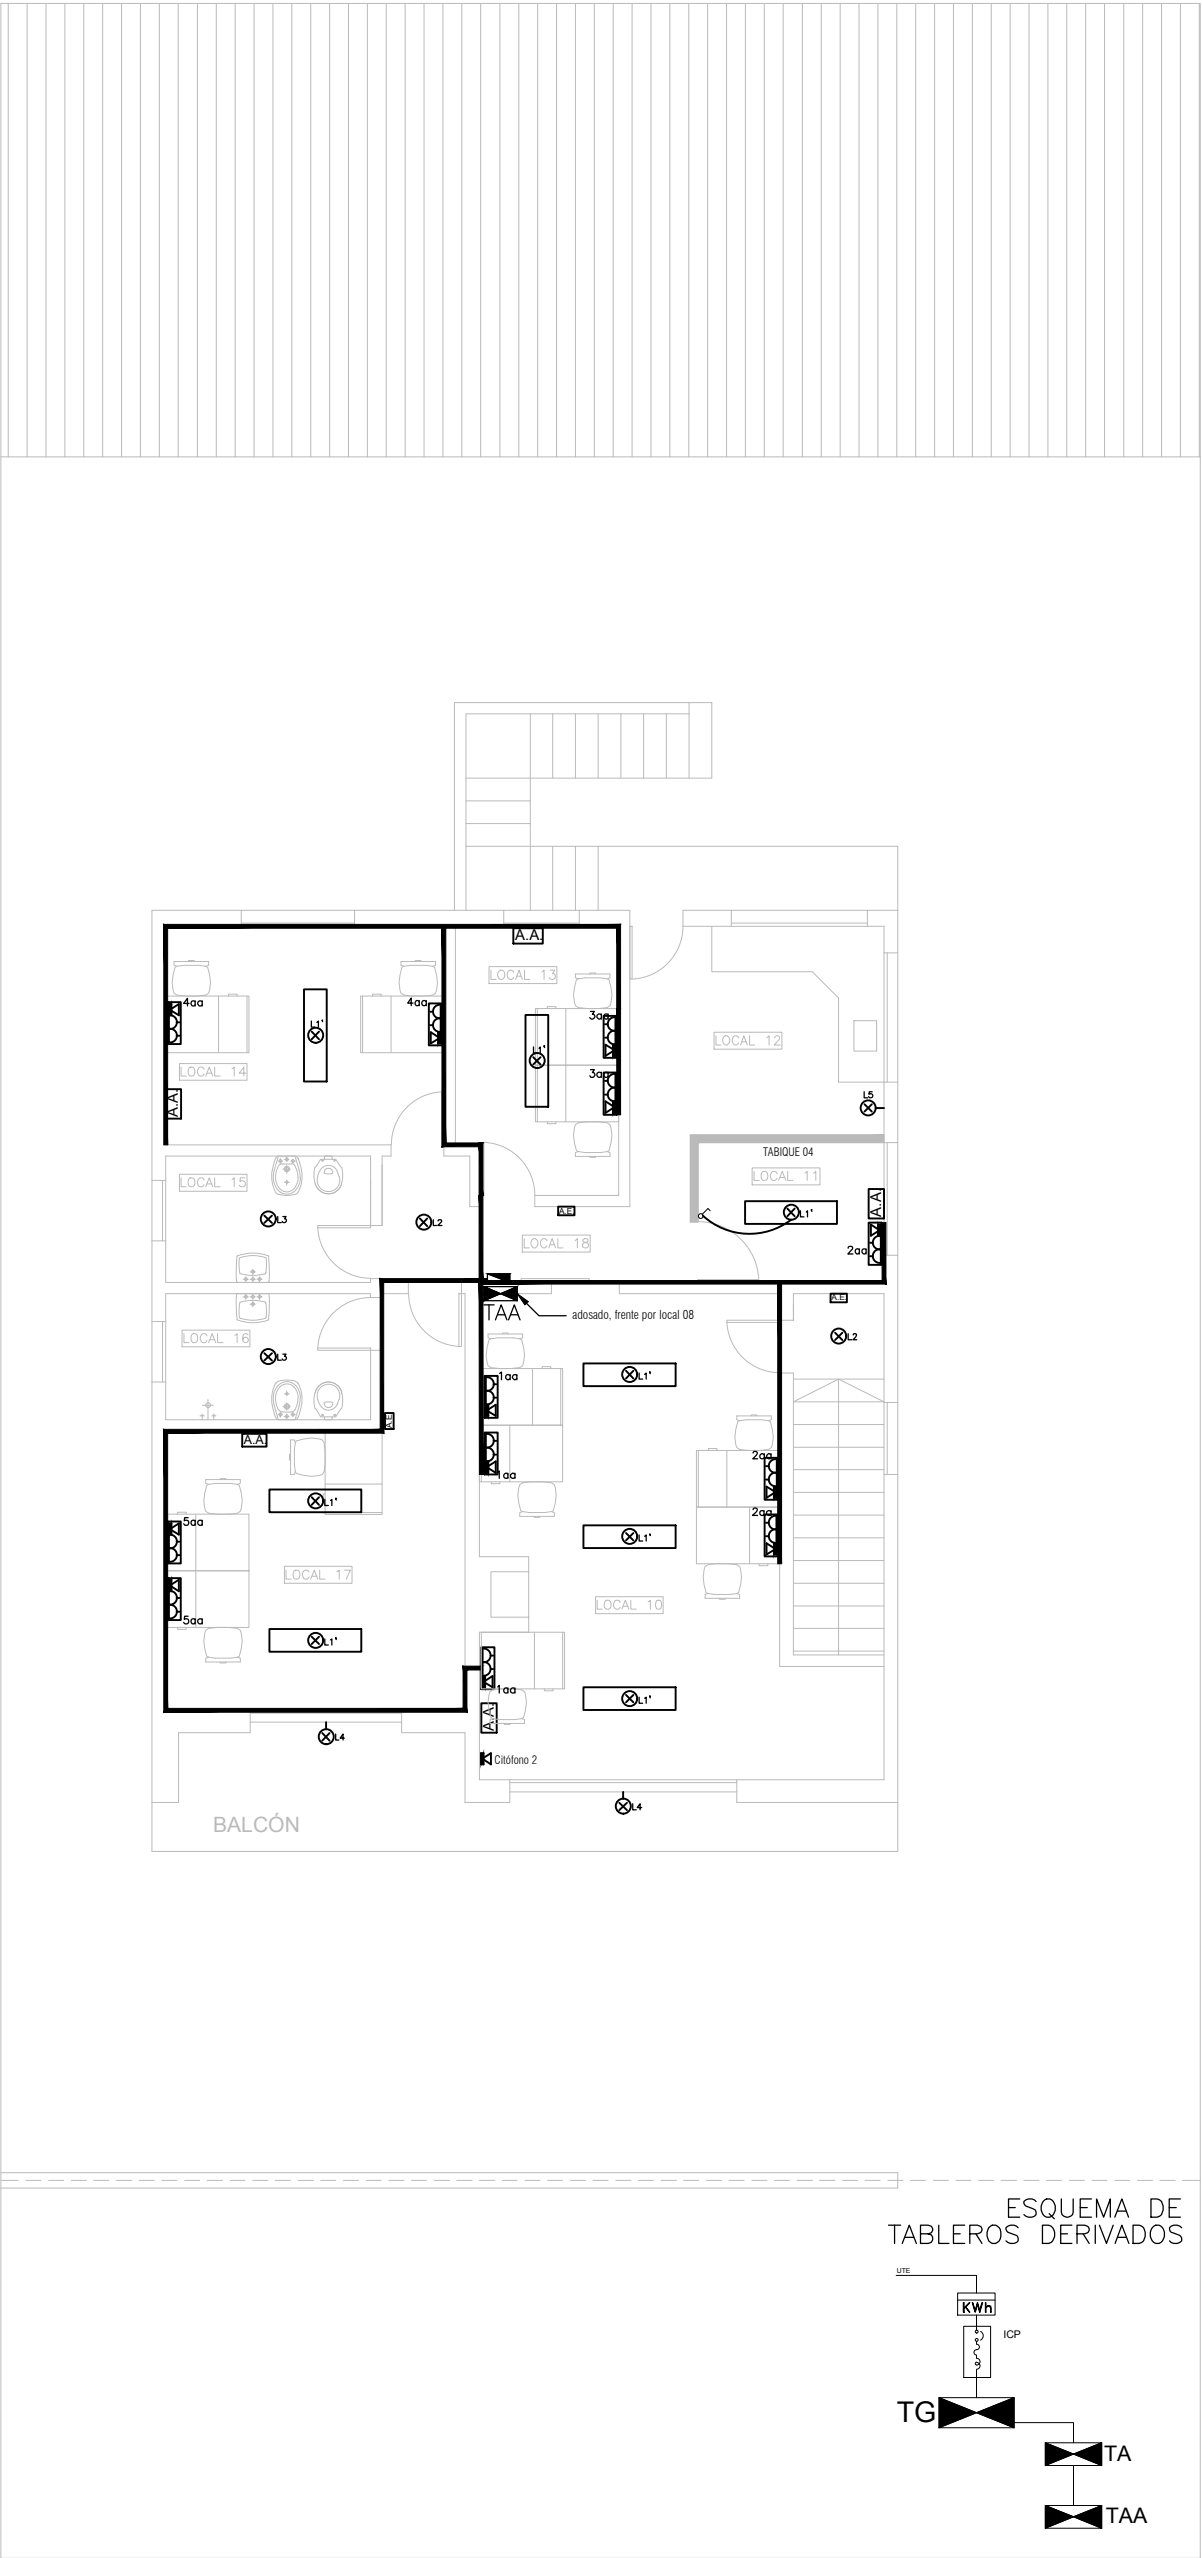 A.A.
LOCAL 13
4aa
4aa
L1'
3aa
L1'
LOCAL 12
LOCAL 14
3aa
A.A.
L5
TABIQUE 04
LOCAL 15
LOCAL 11
A.A.
L3
L2
A.E
L1'
LOCAL 18
2aa
A.E
TAA
adosado, frente por local 08
LOCAL 16
L2
L3
L1'
1aa
A.E
A.A.
2aa
1aa
L1'
5aa
2aa
L1'
LOCAL 17
LOCAL 10
5aa
L1'
1aa
L1'
A.A.
L4
Citófono 2
L4
BALCÓN
ESQUEMA DE
TABLEROS DERIVADOS
UTE
KWh
ICP
TG
TA
TAA